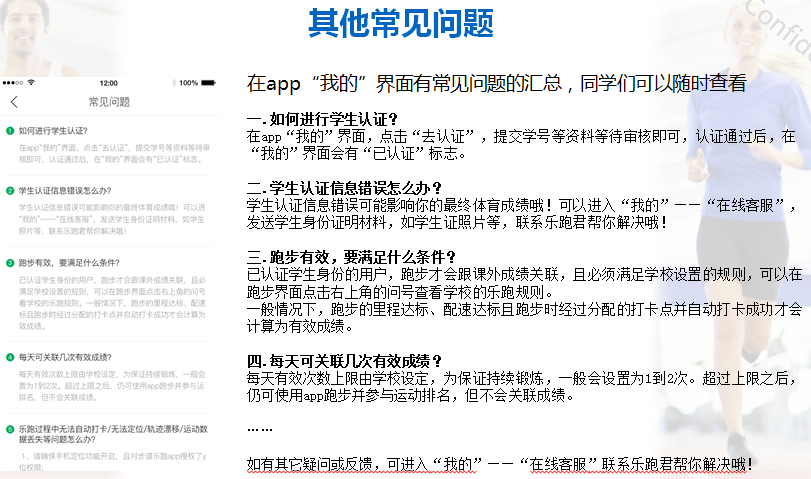 其他常见问题
Confid
12:00
100%
常见问题
1 如何进行学生认证?
在app“我的”界面，点击“去认证”，提交学号等资料等待审
核即可，认证通过后，在“我的”界面会有“已认证”标志。
2 学生认证信息错误怎么办?
学生认证信息错误可能影响你的最终体育成绩哦！可以进
入“我的”——“在线客服”，发送学生身份证明材料，如学生
证照片等，联系乐跑君帮你解决哦!
3 跑步有效，要满足什么条件?
已认证学生身份的用户，跑步才会跟课外成绩关联，且必
须满足学校设置的规则，可以在跑步界面点击右上角的问号
查看学校的乐跑规则。一般情况下，跑步的里程达标、配速
达标且跑步时经过分配的打卡点并自动打卡成功才会计算为有
效成绩。
4 每天可关联几次有效成绩?
每天有效次数上限由学校设定，为保证持续锻炼，一般会
设置为1到2次。超过上限之后，仍可使用app跑步并参与运动
排名，但不会关联成绩。
5 乐跑过程中无法自动打卡/无法定位/轨迹漂移/运动数
据丢失等问题怎么办?
1、请确保手机定位功能开启，且对步道乐跑app授权了y
位权限;
在app“我的”界面有常见问题的汇总，同学们可以随时查看
一.如何进行学生认证？
在app“我的”界面，点击“去认证”，提交学号等资料等待审核即可，认证通过后，在
“我的”界面会有“已认证”标志。
二.学生认证信息错误怎么办？
学生认证信息错误可能影响你的最终体育成绩哦！可以进入“我的”——“在线客服”，
发送学生身份证明材料，如学生证照片等，联系乐跑君帮你解决哦！
三.跑步有效，要满足什么条件？
已认证学生身份的用户，跑步才会跟课外成绩关联，且必须满足学校设置的规则，可以在
跑步界面点击右上角的问号查看学校的乐跑规则。
一般情况下，跑步的里程达标、配速达标且跑步时经过分配的打卡点并自动打卡成功才会
计算为有效成绩。
四.每天可关联几次有效成绩？
每天有效次数上限由学校设定，为保证持续锻炼，一般会设置为1到2次。超过上限之后，
仍可使用app跑步并参与运动排名，但不会关联成绩。
……
如有其它疑问或反馈，可进入“我的”——“在线客服”联系乐跑君帮你解决哦！